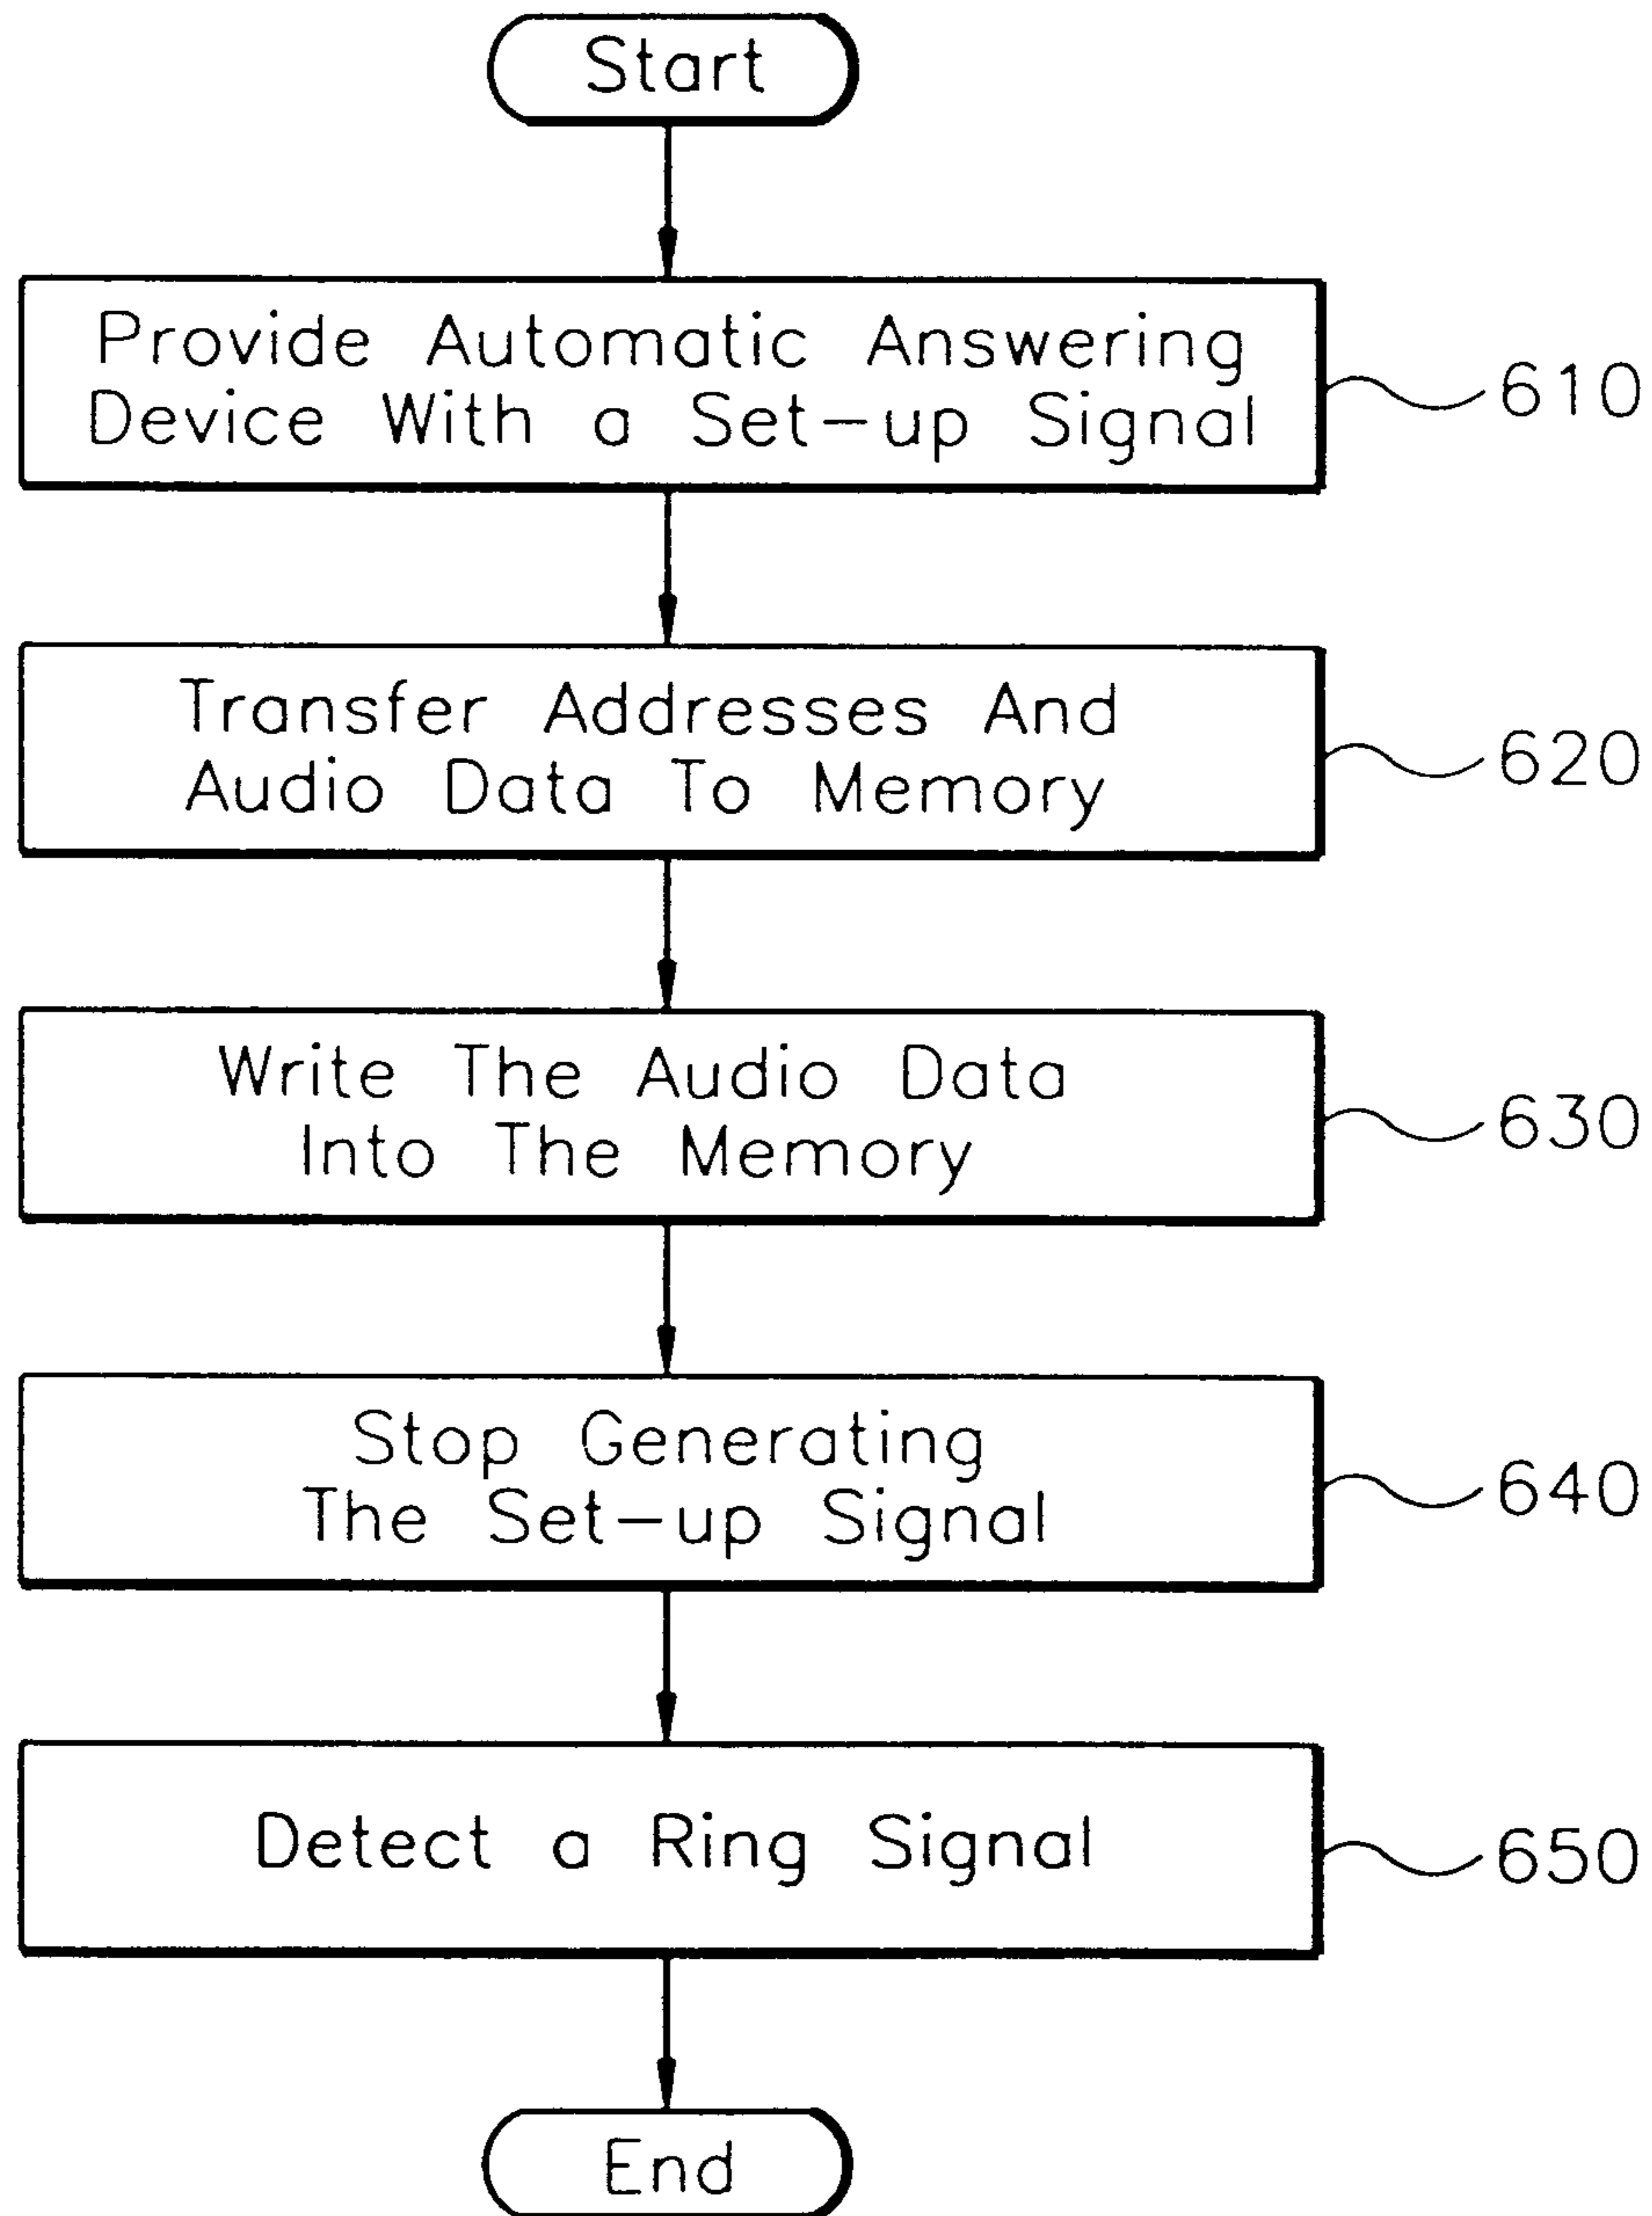 Start
Provide Automatic Answering
Device With a Set-up Signal
610
Transfer Addresses And
Audio Data To Memory
620
Write The Audio Data
Into The Memory
630
Stop Generating
The Set-up Signal
640
Detect a Ring Signal
650
End